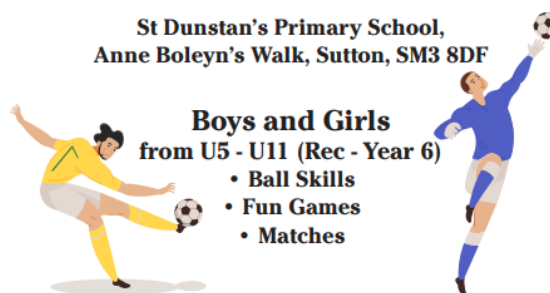 St Dunstan’s Primary School,
Anne Boleyn’s Walk, Sutton, SM3 8DF
Boys and Girls
from U5 - U11 (Rec - Year 6)
• Ball Skills
• Fun Games
• Matches